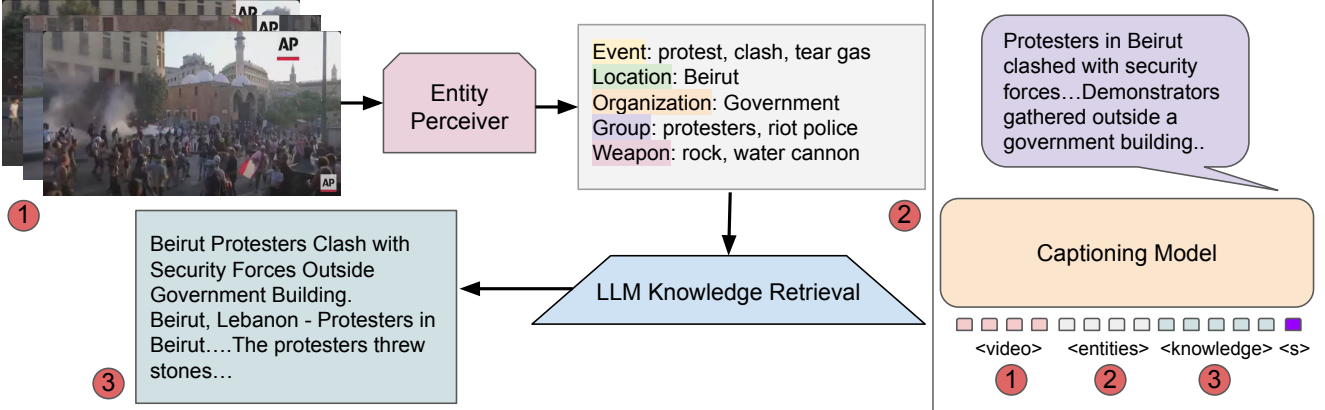 AP
AP
AP
AP
1
Entity
Perceiver
Event: protest, clash, tear gas
Location: Beirut
Organization: Government
Group: protesters, riot police
Weapon: rock, water cannon
2
LLM Knowledge Retrieval
Beirut Protesters Clash with
Security Forces Outside
Government Building.
Beirut, Lebanon - Protesters in
Beirut….The protesters threw
stones…
3
Protesters in Beirut
clashed with security
forces…Demonstrators
gathered outside a
government building..
Captioning Model
<video> <entities> <knowledge> <s>
1 2 3